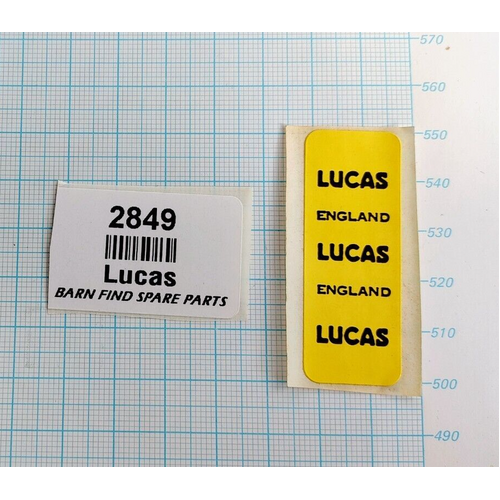 2849
Lucas
BARN FIND SPARE PARTS
LUCAS
ENGLAND
LUCAS
ENGLAND
LUCAS
570
550
540
530
520
510
500
490